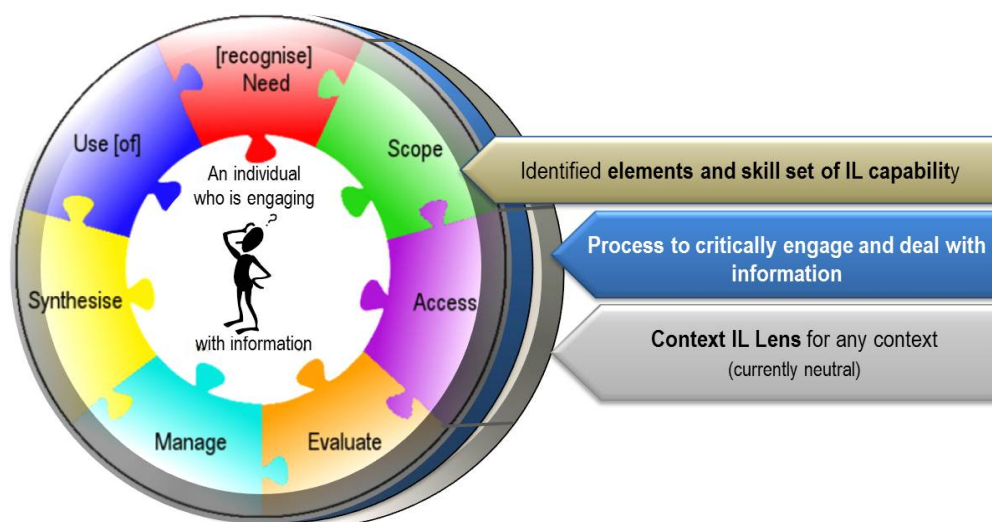 [recognise]
Need
Scope
Access
Evaluate
Manage
Synthesise
Use [of]
An individual
who is engaging
?
with information
Identified elements and skill set of IL capability
Process to critically engage and deal with
information
Context IL Lens for any context
(currently neutral)